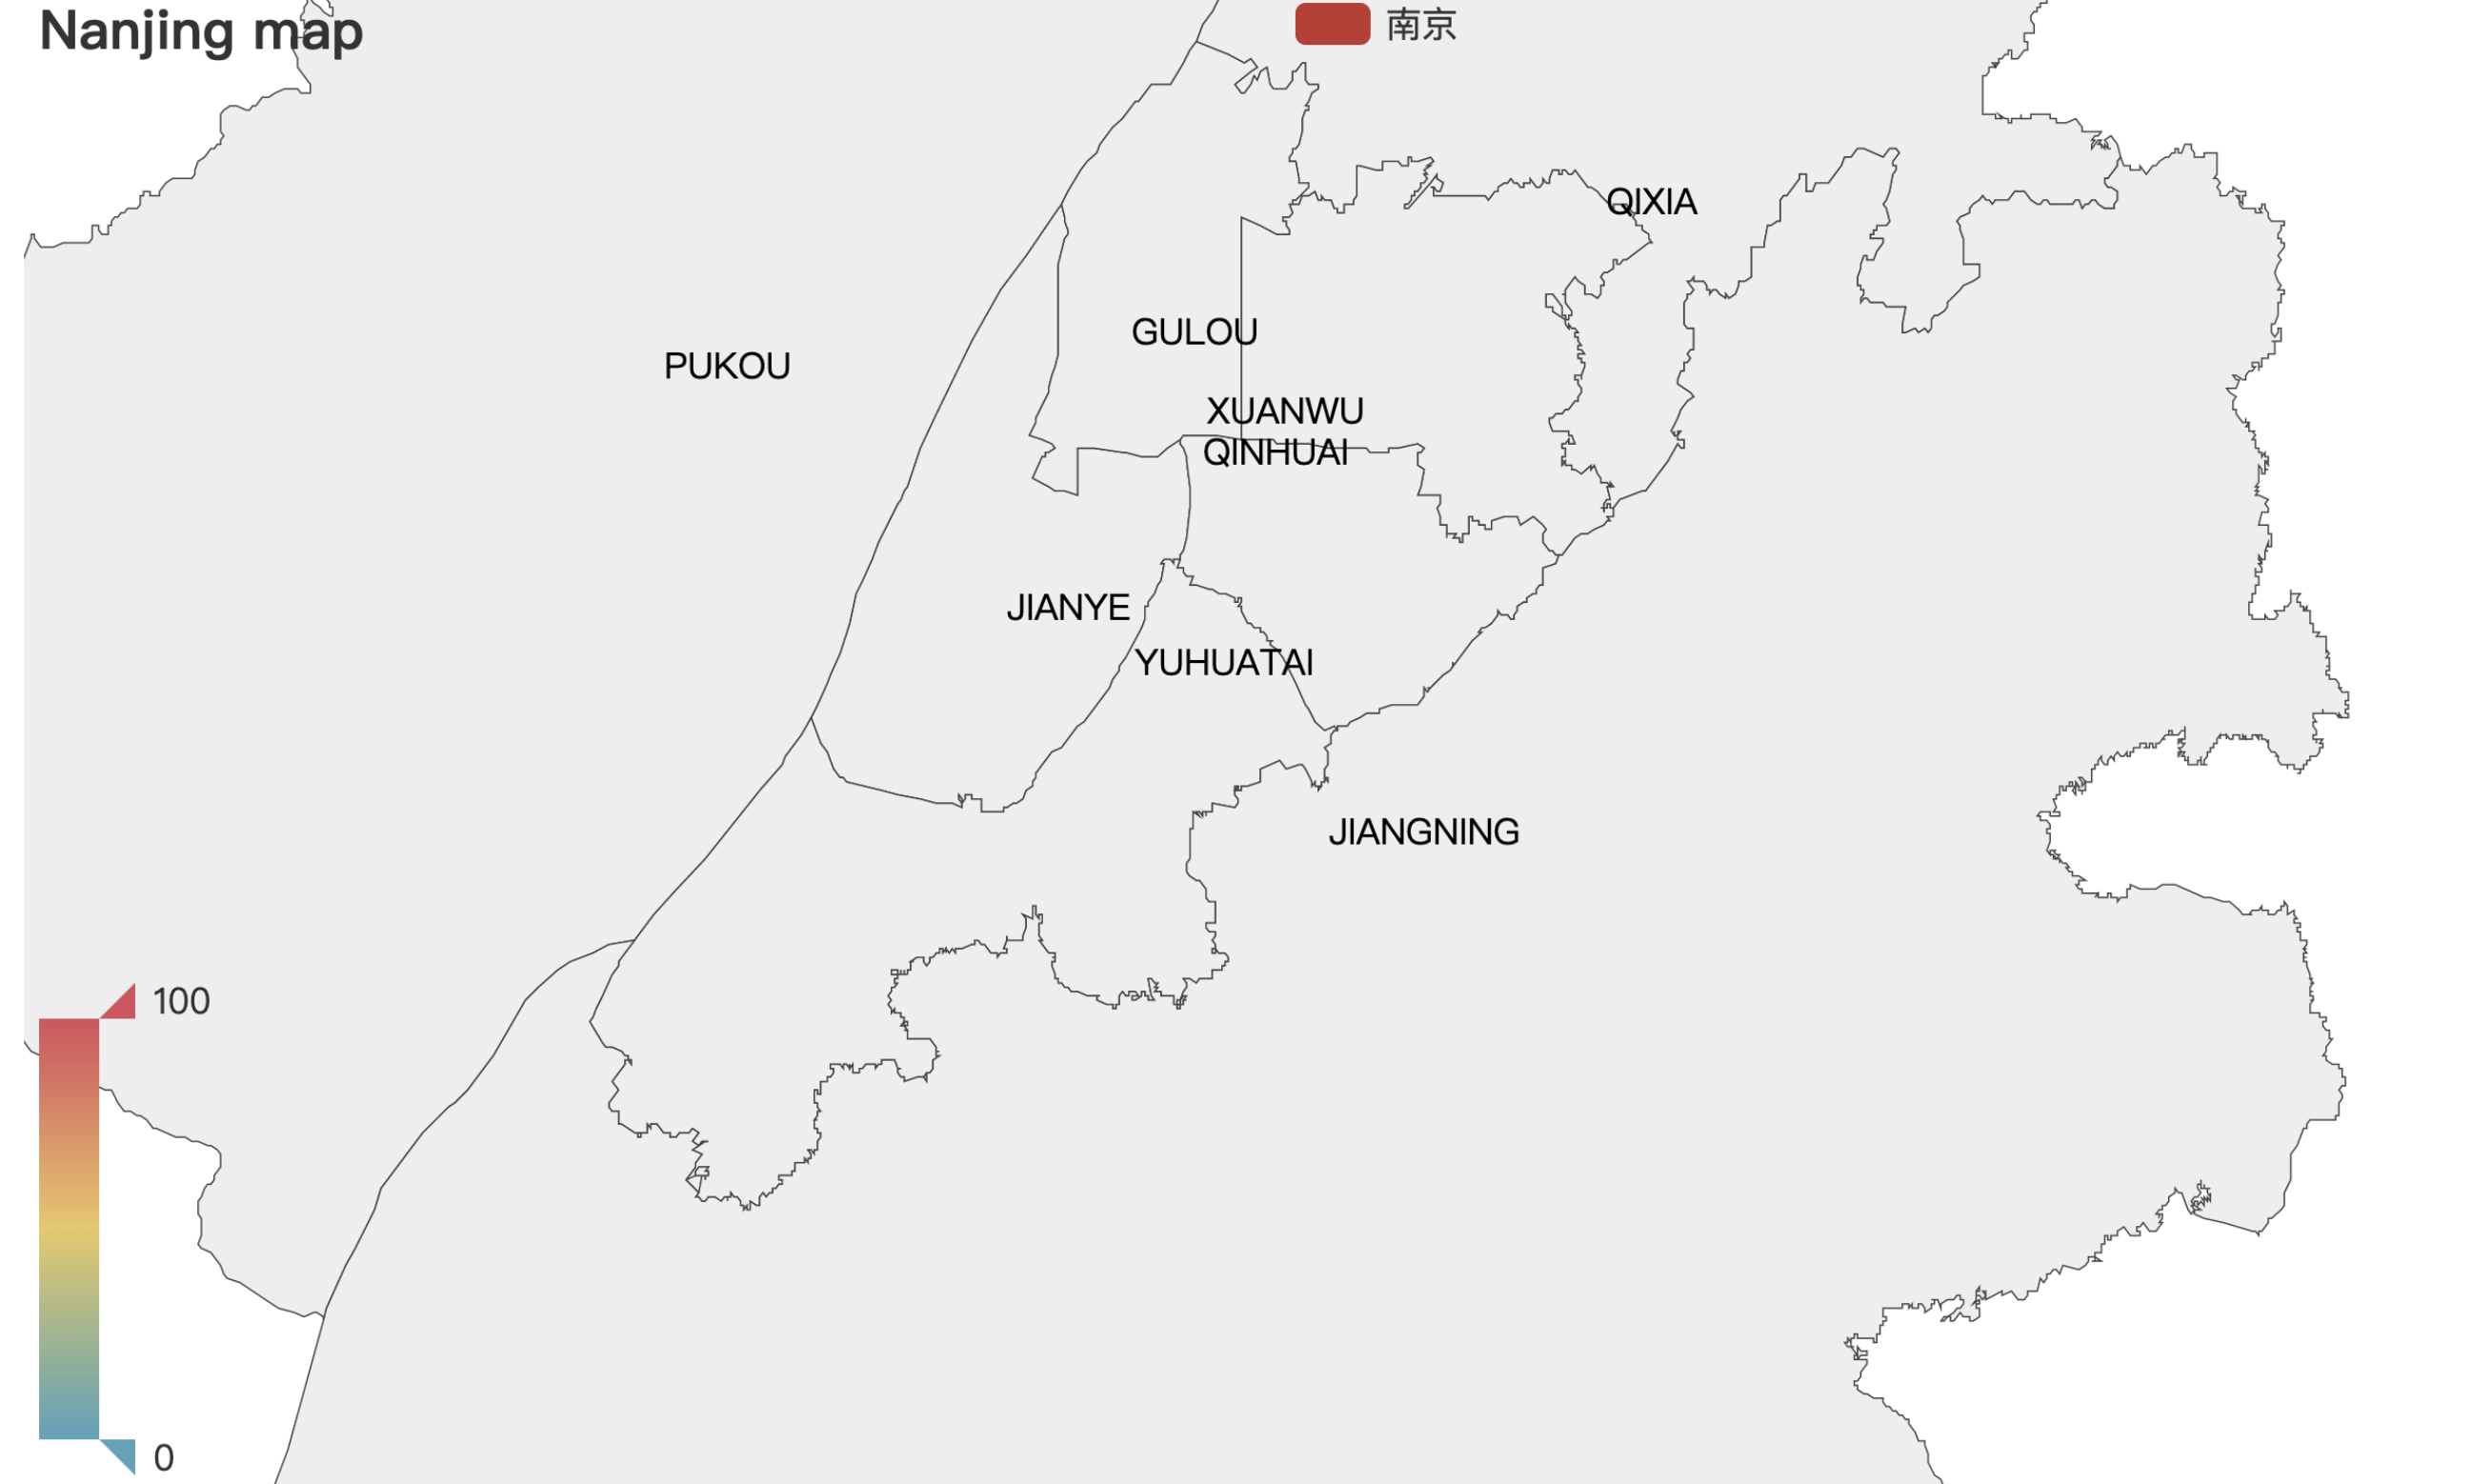 Nanjing map
南京
QIXIA
GULOU
PUKOU
XUANWU
QINHUAI
JIANYE
YUHUATAI
JIANGNING
100
0